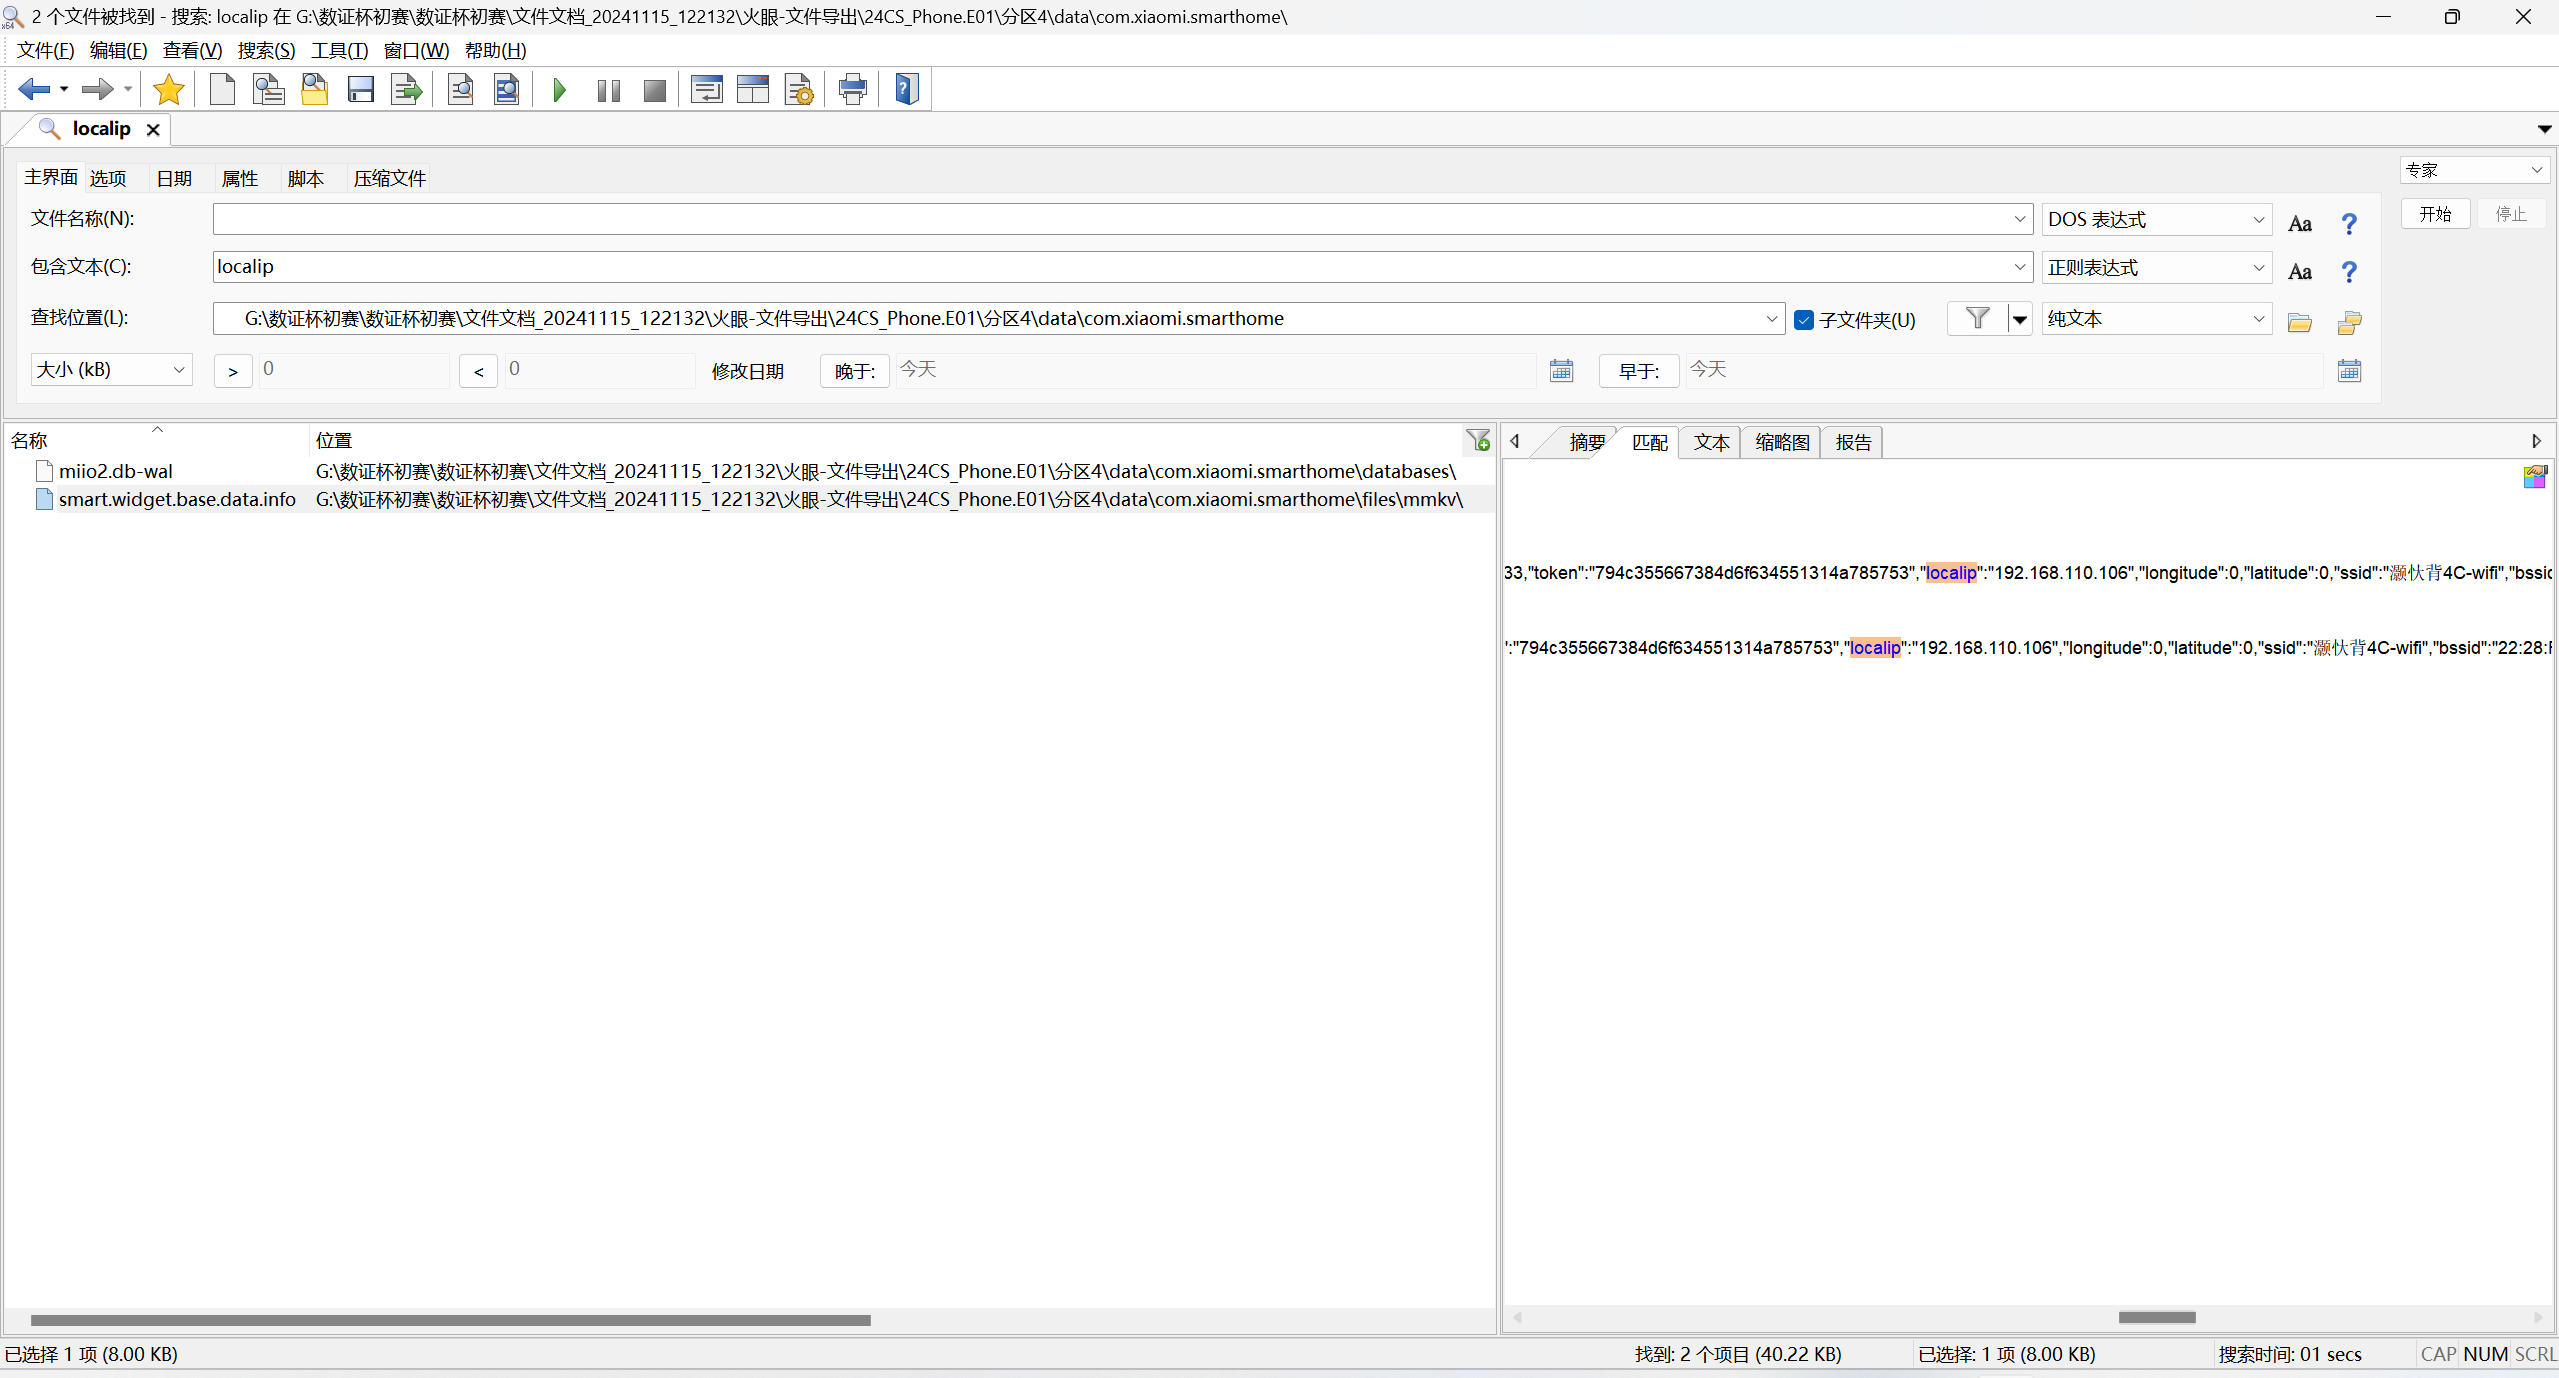 2 个文件被找到 - 搜索: localip 在 G:\数证杯初赛\数证杯初赛\文件文档_20241115_122132\火眼-文件导出\24CS_Phone.E01\分区4\data\com.xiaomi.smarthome\
文件(F) 编辑(E) 查看(V) 搜索(S) 工具(T) 窗口(W) 帮助(H)
localip
主界面 选项 日期 属性 脚本 压缩文件 专家
文件名称(N): DOS 表达式 Aa ? 开始 停止
包含文本(C): localip 正则表达式 Aa ?
查找位置(L): G:\数证杯初赛\数证杯初赛\文件文档_20241115_122132\火眼-文件导出\24CS_Phone.E01\分区4\data\com.xiaomi.smarthome 子文件夹(U) 纯文本
大小 (kB) > 0 < 0 修改日期 晚于: 今天 早于: 今天
名称 位置
miio2.db-wal G:\数证杯初赛\数证杯初赛\文件文档_20241115_122132\火眼-文件导出\24CS_Phone.E01\分区4\data\com.xiaomi.smarthome\databases\
smart.widget.base.data.info G:\数证杯初赛\数证杯初赛\文件文档_20241115_122132\火眼-文件导出\24CS_Phone.E01\分区4\data\com.xiaomi.smarthome\files\mmkv\
摘要 匹配 文本 缩略图 报告
33,"token":"794c355667384d6f634551314a785753","localip":"192.168.110.106","longitude":0,"latitude":0,"ssid":"灏忕背4C-wifi","bssid
":"794c355667384d6f634551314a785753","localip":"192.168.110.106","longitude":0,"latitude":0,"ssid":"灏忕背4C-wifi","bssid":"22:28:
已选择 1 项 (8.00 KB) 找到: 2 个项目 (40.22 KB) 已选择: 1 项 (8.00 KB) 搜索时间: 01 secs CAP NUM SCRL